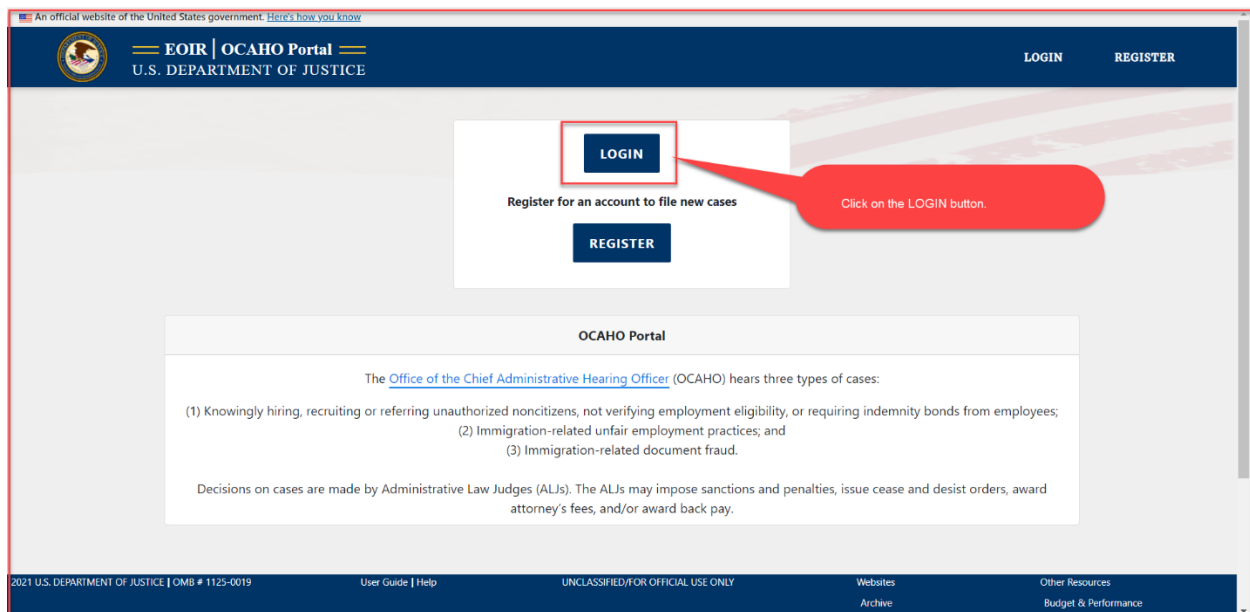 An official website of the United States government. Here's how you know
EOIR | OCAHO Portal
U.S. DEPARTMENT OF JUSTICE
LOGIN
REGISTER
LOGIN
Click on the LOGIN button.
Register for an account to file new cases
REGISTER
OCAHO Portal
The Office of the Chief Administrative Hearing Officer (OCAHO) hears three types of cases:
(1) Knowingly hiring, recruiting or referring unauthorized noncitizens, not verifying employment eligibility, or requiring indemnity bonds from employees;
(2) Immigration-related unfair employment practices; and
(3) Immigration-related document fraud.
Decisions on cases are made by Administrative Law Judges (ALJs). The ALJs may impose sanctions and penalties, issue cease and desist orders, award
attorney's fees, and/or award back pay.
2021 U.S. DEPARTMENT OF JUSTICE | OMB # 1125-0019
User Guide | Help
UNCLASSIFIED/FOR OFFICIAL USE ONLY
Websites
Other Resources
Archive
Budget & Performance